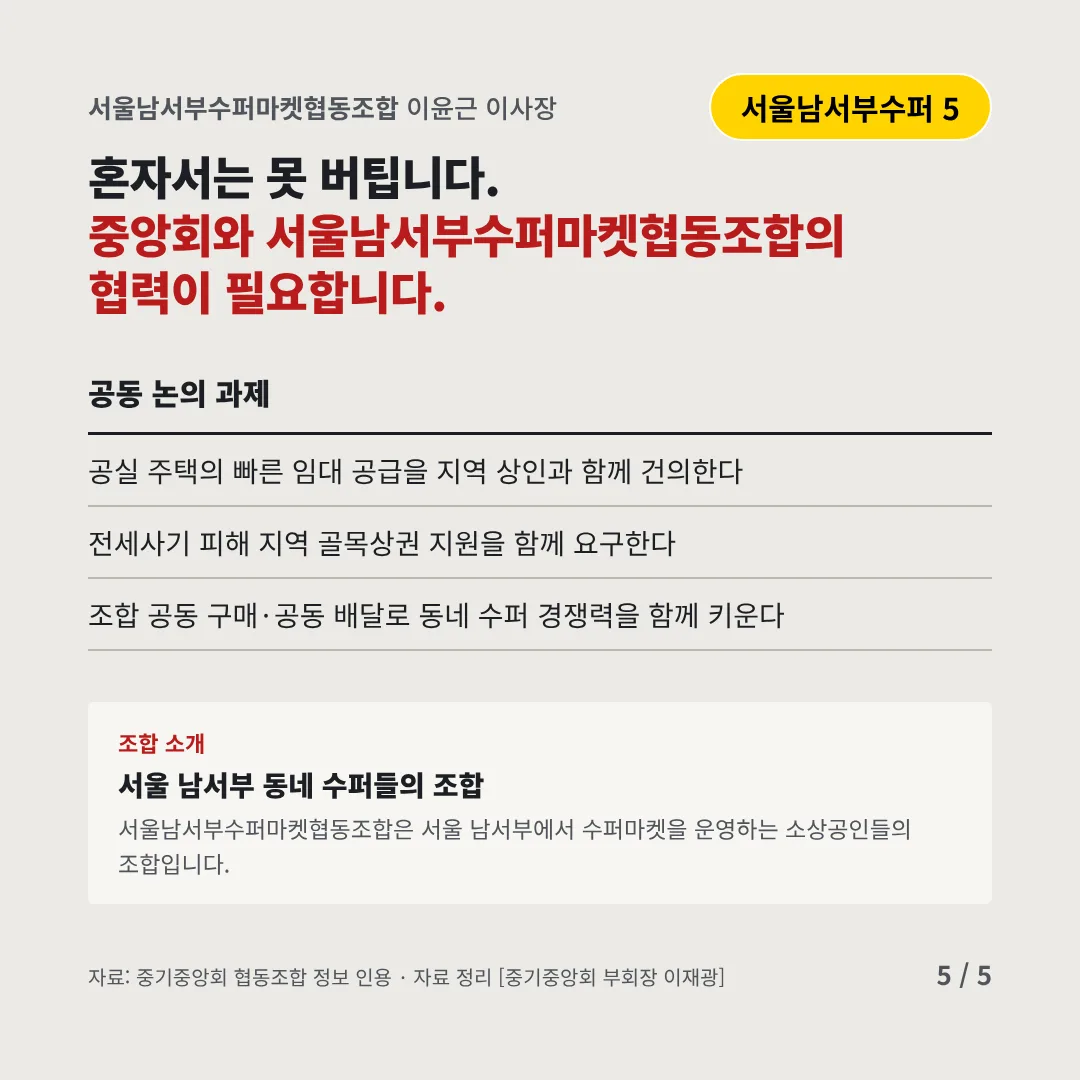 서울남서부수퍼마켓협동조합 이윤근 이사장
서울남서부수퍼 5
혼자서는 못 버팁니다.
중앙회와 서울남서부수퍼마켓협동조합의
협력이 필요합니다.
공동 논의 과제
공실 주택의 빠른 임대 공급을 지역 상인과 함께 건의한다
전세사기 피해 지역 골목상권 지원을 함께 요구한다
조합 공동 구매·공동 배달로 동네 수퍼 경쟁력을 함께 키운다
조합 소개
서울 남서부 동네 수퍼들의 조합
서울남서부수퍼마켓협동조합은 서울 남서부에서 수퍼마켓을 운영하는 소상공인들의
조합입니다.
자료: 중기중앙회 협동조합 정보 인용 · 자료 정리 [중기중앙회 부회장 이재광]
5 / 5